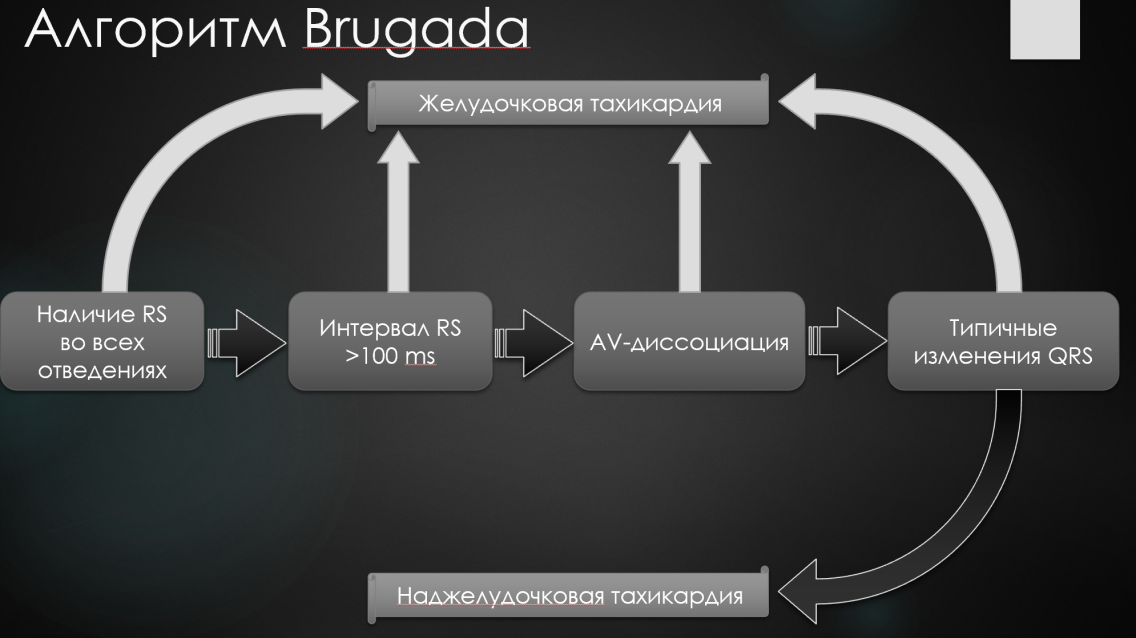 Алгоритм Brugada
Желудочковая тахикардия
Наличие RS
во всех
отведениях
Интервал RS
>100 ms
AV-диссоциация
Типичные
изменения QRS
Наджелудочковая тахикардия